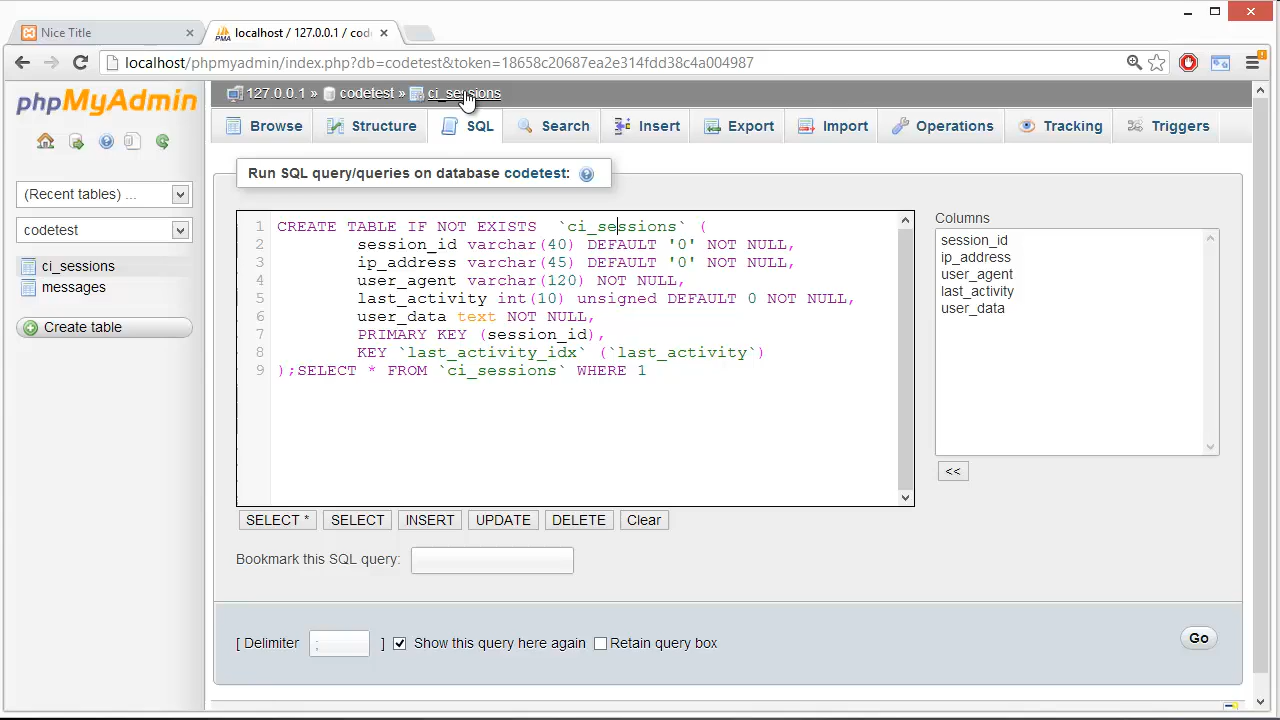 Nice Title ×
localhost / 127.0.0.1 / cod ×
localhost/phpmyadmin/index.php?db=codetest&token=18658c20b87ea2e314fdd38c4a004987
phpMyAdmin
127.0.0.1 » codetest » ci_sessions
Browse Structure SQL Search Insert Export Import Operations Tracking Triggers
(Recent tables) ...
codetest
ci_sessions
messages
Create table
Run SQL query/queries on database codetest:
1 CREATE TABLE IF NOT EXISTS  `ci_sessions` (
2 session_id varchar(40) DEFAULT '0' NOT NULL,
3 ip_address varchar(45) DEFAULT '0' NOT NULL,
4 user_agent varchar(120) NOT NULL,
5 last_activity int(10) unsigned DEFAULT 0 NOT NULL,
6 user_data text NOT NULL,
7 PRIMARY KEY (session_id),
8 KEY `last_activity_idx` (`last_activity`)
9 );SELECT * FROM `ci_sessions` WHERE 1
Columns
session_id
ip_address
user_agent
last_activity
user_data
<<
SELECT * SELECT INSERT UPDATE DELETE Clear
Bookmark this SQL query:
[ Delimiter ; ] Show this query here again Retain query box
Go